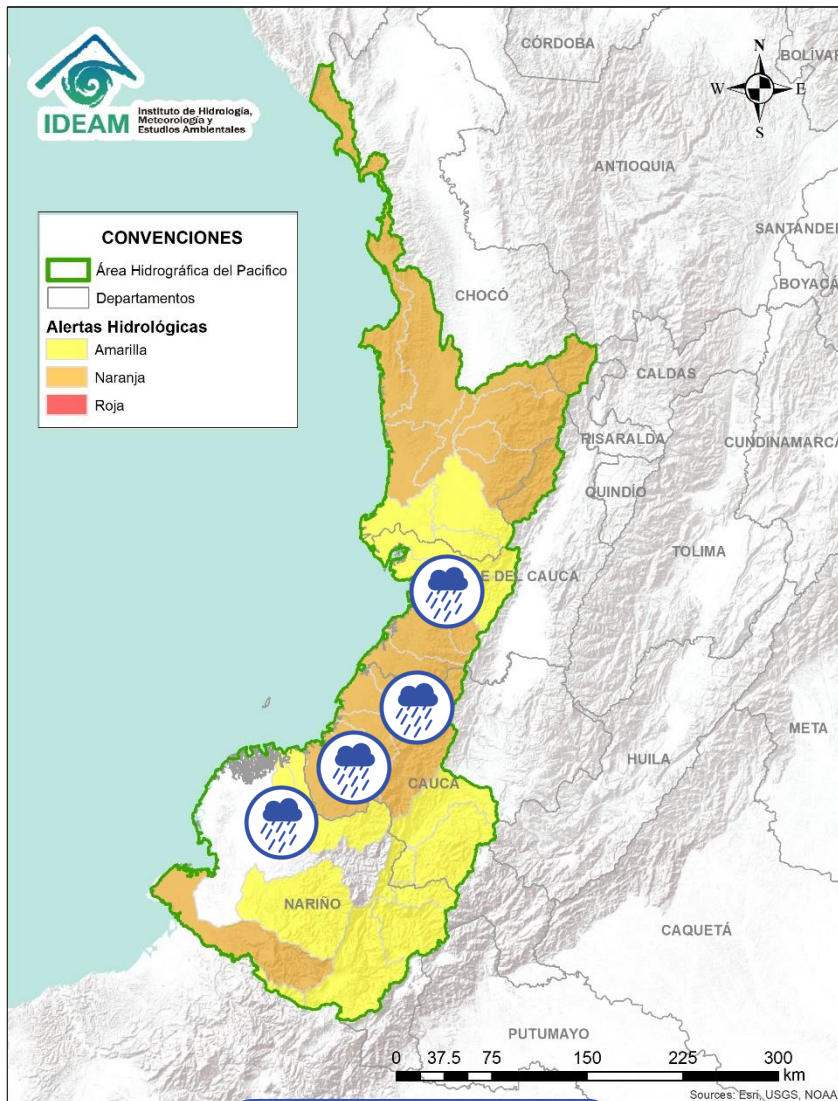 IDEAM
Instituto de Hidrología,
Meteorología y
Estudios Ambientales
CÓRDOBA
BOLÍVAR
N
W
E
S
ANTIOQUIA
SANTANDER
BOYACÁ
CONVENCIONES
Área Hidrográfica del Pacifico
Departamentos
Alertas Hidrológicas
Amarilla
Naranja
Roja
CHOCÓ
CALDAS
RISARALDA
CUNDINAMARCA
QUINDÍO
TOLIMA
E DEL CAUCA
META
HUILA
CAUCA
NARIÑO
CAQUETÁ
PUTUMAYO
0 37.5 75 150 225 300
km
Sources: Esri, USGS, NOAA